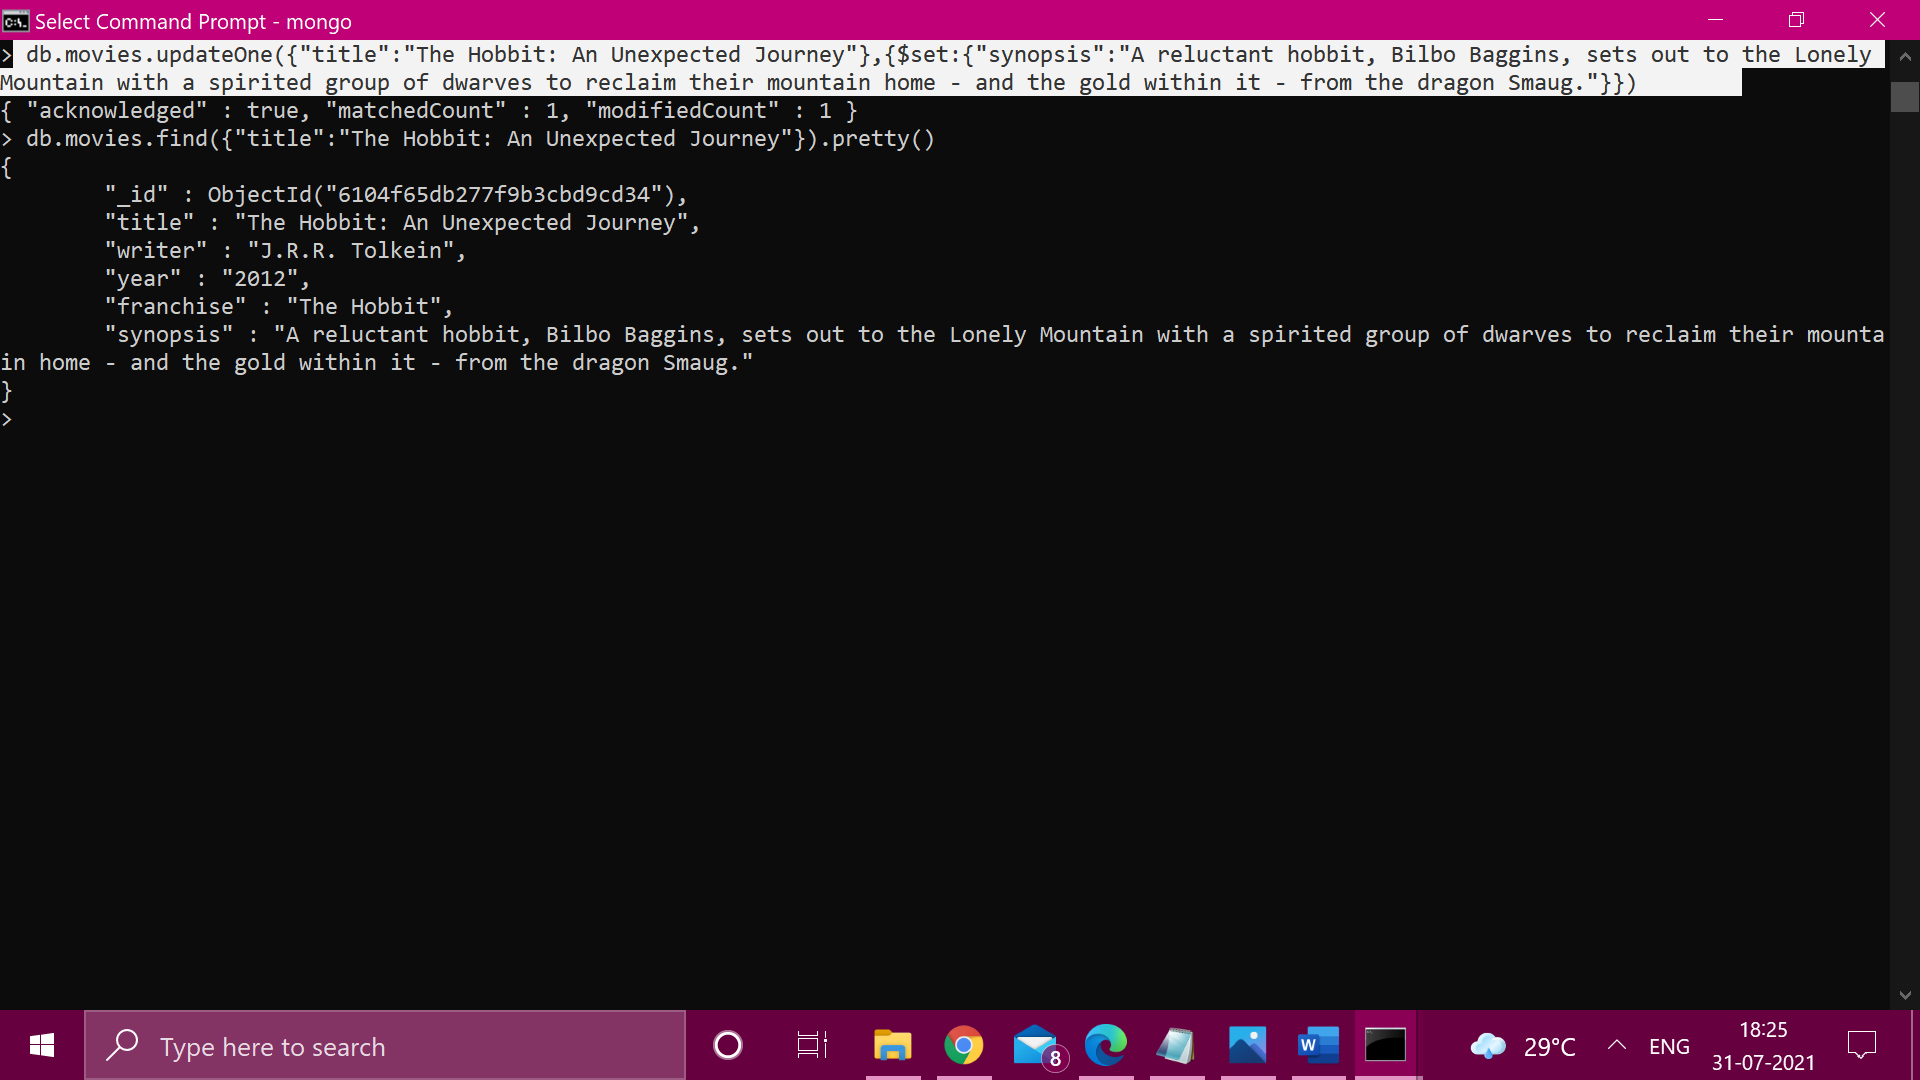 Select Command Prompt - mongo
> db.movies.updateOne({"title":"The Hobbit: An Unexpected Journey"},{$set:{"synopsis":"A reluctant hobbit, Bilbo Baggins, sets out to the Lonely
Mountain with a spirited group of dwarves to reclaim their mountain home - and the gold within it - from the dragon Smaug."}})
{ "acknowledged" : true, "matchedCount" : 1, "modifiedCount" : 1 }
> db.movies.find({"title":"The Hobbit: An Unexpected Journey"}).pretty()
{
"_id" : ObjectId("6104f65db277f9b3cbd9cd34"),
"title" : "The Hobbit: An Unexpected Journey",
"writer" : "J.R.R. Tolkein",
"year" : "2012",
"franchise" : "The Hobbit",
"synopsis" : "A reluctant hobbit, Bilbo Baggins, sets out to the Lonely Mountain with a spirited group of dwarves to reclaim their mounta
in home - and the gold within it - from the dragon Smaug."
}
>
Type here to search
8
W
29°C
ENG
18:25
31-07-2021